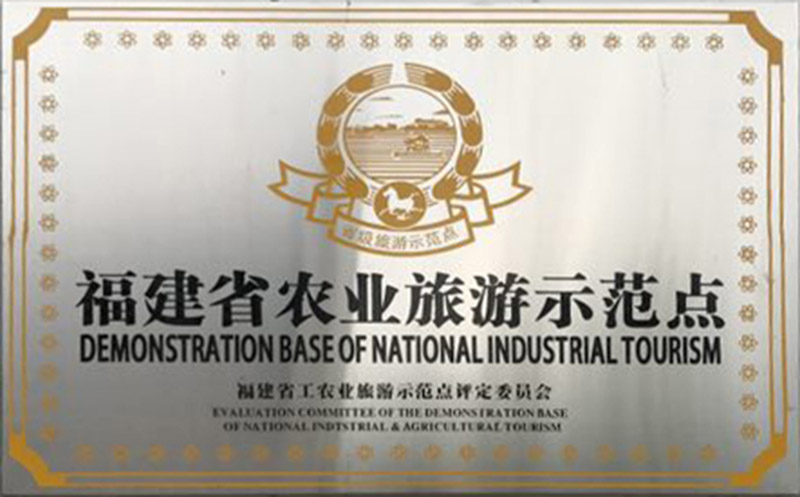 省级旅游示范点
福建省农业旅游示范点
DEMONSTRATION BASE OF NATIONAL INDUSTRIAL TOURISM
福建省工农业旅游示范点评定委员会
EVALUATION COMMITTEE OF THE DEMONSTRATION BASE
OF NATIONAL INDTSTRIAL & AGRICULTURAL TOURISM